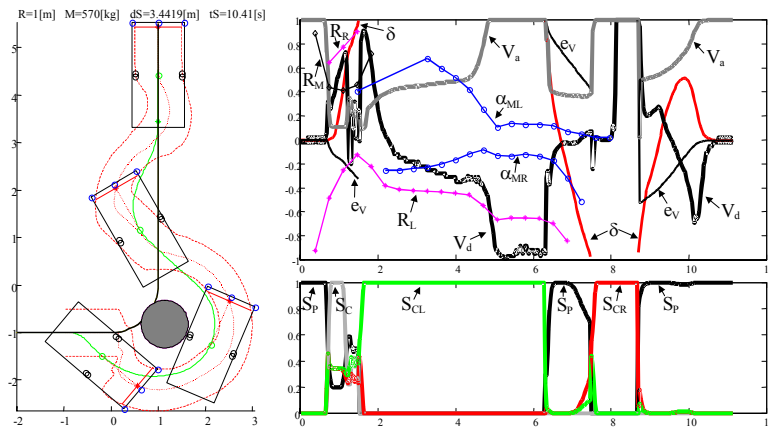 R=1[m] M=570[kg] dS=3.4419[m] tS=10.41[s]
5
4
3
2
1
0
-1
-2
-2 -1 0 1 2 3
1
0.8
0.6
0.4
0.2
0
-0.2
-0.4
-0.6
-0.8
-1
0 2 4 6 8 10 1
R_R
δ
R_M
V_a
e_V
V_a
α_ML
α_MR
e_V
R_L
V_d
δ
e_V
V_d
1
0.8
0.6
0.4
0.2
0
0 2 4 6 8 10 1
S_P S_C S_CL S_P S_CR S_P